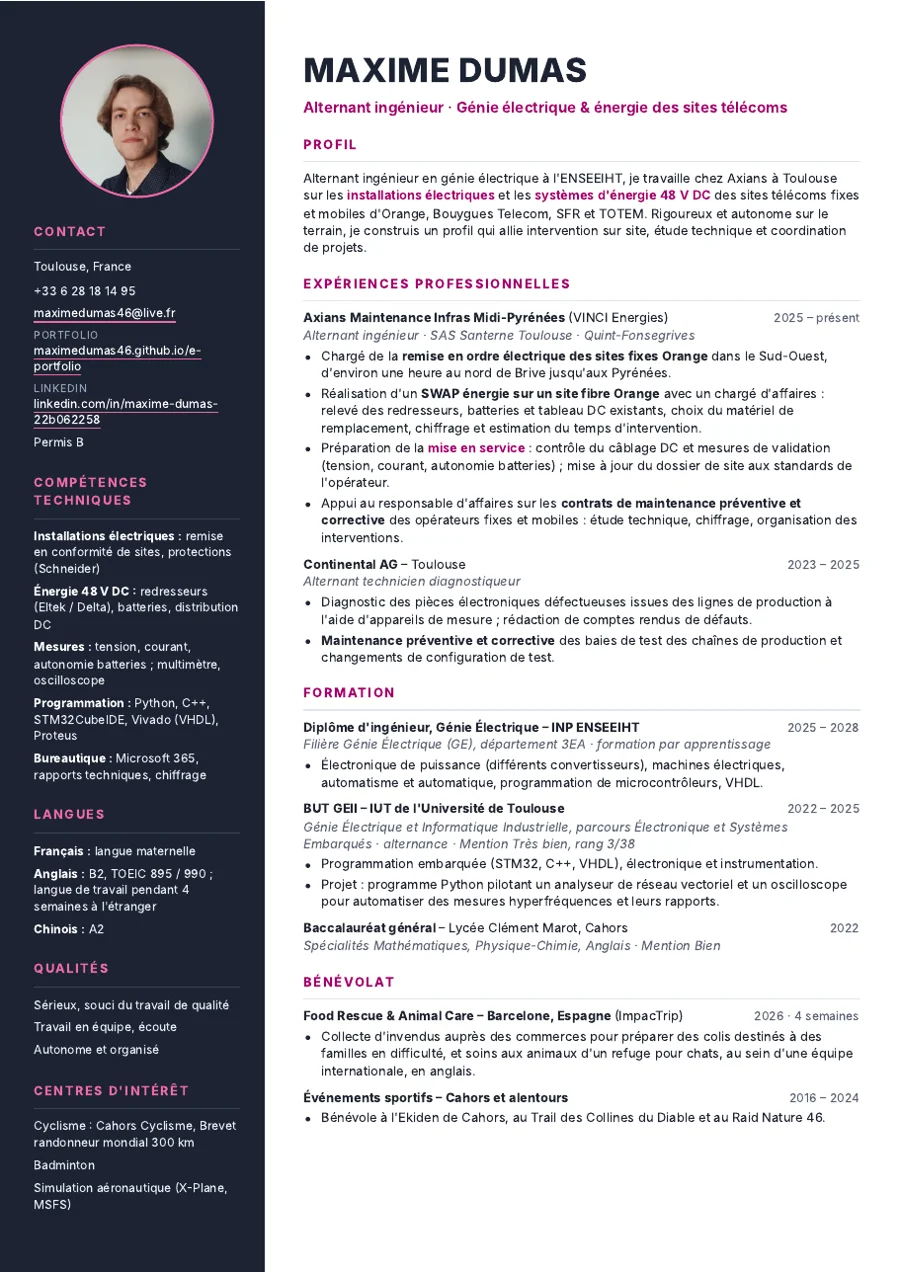 CONTACT
Toulouse, France
+33 6 28 18 14 95
maximedumas46@live.fr
PORTFOLIO
maximedumas46.github.io/e-
portfolio
LINKEDIN
linkedin.com/in/maxime-dumas-
22b062258
Permis B
COMPÉTENCES
TECHNIQUES
Installations électriques : remise
en conformité de sites, protections
(Schneider)
Énergie 48 V DC : redresseurs
(Eltek / Delta), batteries, distribution
DC
Mesures : tension, courant,
autonomie batteries ; multimètre,
oscilloscope
Programmation : Python, C++,
STM32CubeIDE, Vivado (VHDL),
Proteus
Bureautique : Microsoft 365,
rapports techniques, chiffrage
LANGUES
Français : langue maternelle
Anglais : B2, TOEIC 895 / 990 ;
langue de travail pendant 4
semaines à l'étranger
Chinois : A2
QUALITÉS
Sérieux, souci du travail de qualité
Travail en équipe, écoute
Autonome et organisé
CENTRES D'INTÉRÊT
Cyclisme : Cahors Cyclisme, Brevet
randonneur mondial 300 km
Badminton
Simulation aéronautique (X-Plane,
MSFS)
MAXIME DUMAS
Alternant ingénieur · Génie électrique & énergie des sites télécoms
PROFIL
Alternant ingénieur en génie électrique à l'ENSEEIHT, je travaille chez Axians à Toulouse
sur les installations électriques et les systèmes d'énergie 48 V DC des sites télécoms fixes
et mobiles d'Orange, Bouygues Telecom, SFR et TOTEM. Rigoureux et autonome sur le
terrain, je construis un profil qui allie intervention sur site, étude technique et coordination
de projets.
EXPÉRIENCES PROFESSIONNELLES
Axians Maintenance Infras Midi-Pyrénées (VINCI Energies) 2025 – présent
Alternant ingénieur · SAS Santerne Toulouse · Quint-Fonsegrives
• Chargé de la remise en ordre électrique des sites fixes Orange dans le Sud-Ouest,
d'environ une heure au nord de Brive jusqu'aux Pyrénées.
• Réalisation d'un SWAP énergie sur un site fibre Orange avec un chargé d'affaires :
relevé des redresseurs, batteries et tableau DC existants, choix du matériel de
remplacement, chiffrage et estimation du temps d'intervention.
• Préparation de la mise en service : contrôle du câblage DC et mesures de validation
(tension, courant, autonomie batteries) ; mise à jour du dossier de site aux standards de
l'opérateur.
• Appui au responsable d'affaires sur les contrats de maintenance préventive et
corrective des opérateurs fixes et mobiles : étude technique, chiffrage, organisation des
interventions.
Continental AG – Toulouse 2023 – 2025
Alternant technicien diagnostiqueur
• Diagnostic des pièces électroniques défectueuses issues des lignes de production à
l'aide d'appareils de mesure ; rédaction de comptes rendus de défauts.
• Maintenance préventive et corrective des baies de test des chaînes de production et
changements de configuration de test.
FORMATION
Diplôme d'ingénieur, Génie Électrique – INP ENSEEIHT 2025 – 2028
Filière Génie Électrique (GE), département 3EA · formation par apprentissage
• Électronique de puissance (différents convertisseurs), machines électriques,
automatisme et automatique, programmation de microcontrôleurs, VHDL.
BUT GEII – IUT de l'Université de Toulouse 2022 – 2025
Génie Électrique et Informatique Industrielle, parcours Électronique et Systèmes
Embarqués · alternance · Mention Très bien, rang 3/38
• Programmation embarquée (STM32, C++, VHDL), électronique et instrumentation.
• Projet : programme Python pilotant un analyseur de réseau vectoriel et un oscilloscope
pour automatiser des mesures hyperfréquences et leurs rapports.
Baccalauréat général – Lycée Clément Marot, Cahors 2022
Spécialités Mathématiques, Physique-Chimie, Anglais · Mention Bien
BÉNÉVOLAT
Food Rescue & Animal Care – Barcelone, Espagne (ImpacTrip) 2026 · 4 semaines
• Collecte d'invendus auprès des commerces pour préparer des colis destinés à des
familles en difficulté, et soins aux animaux d'un refuge pour chats, au sein d'une équipe
internationale, en anglais.
Événements sportifs – Cahors et alentours 2016 – 2024
• Bénévole à l'Ekiden de Cahors, au Trail des Collines du Diable et au Raid Nature 46.